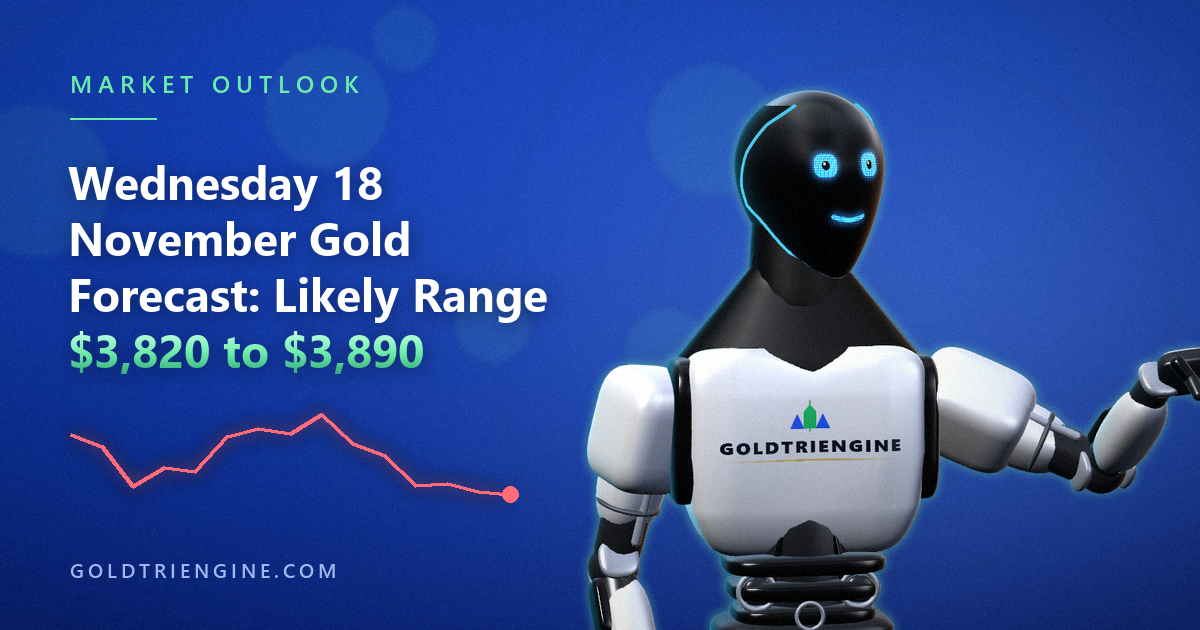 MARKET OUTLOOK
Wednesday 18
November Gold
Forecast: Likely Range
$3,820 to $3,890
GOLDTRIENGINE
GOLDTRIENGINE.COM